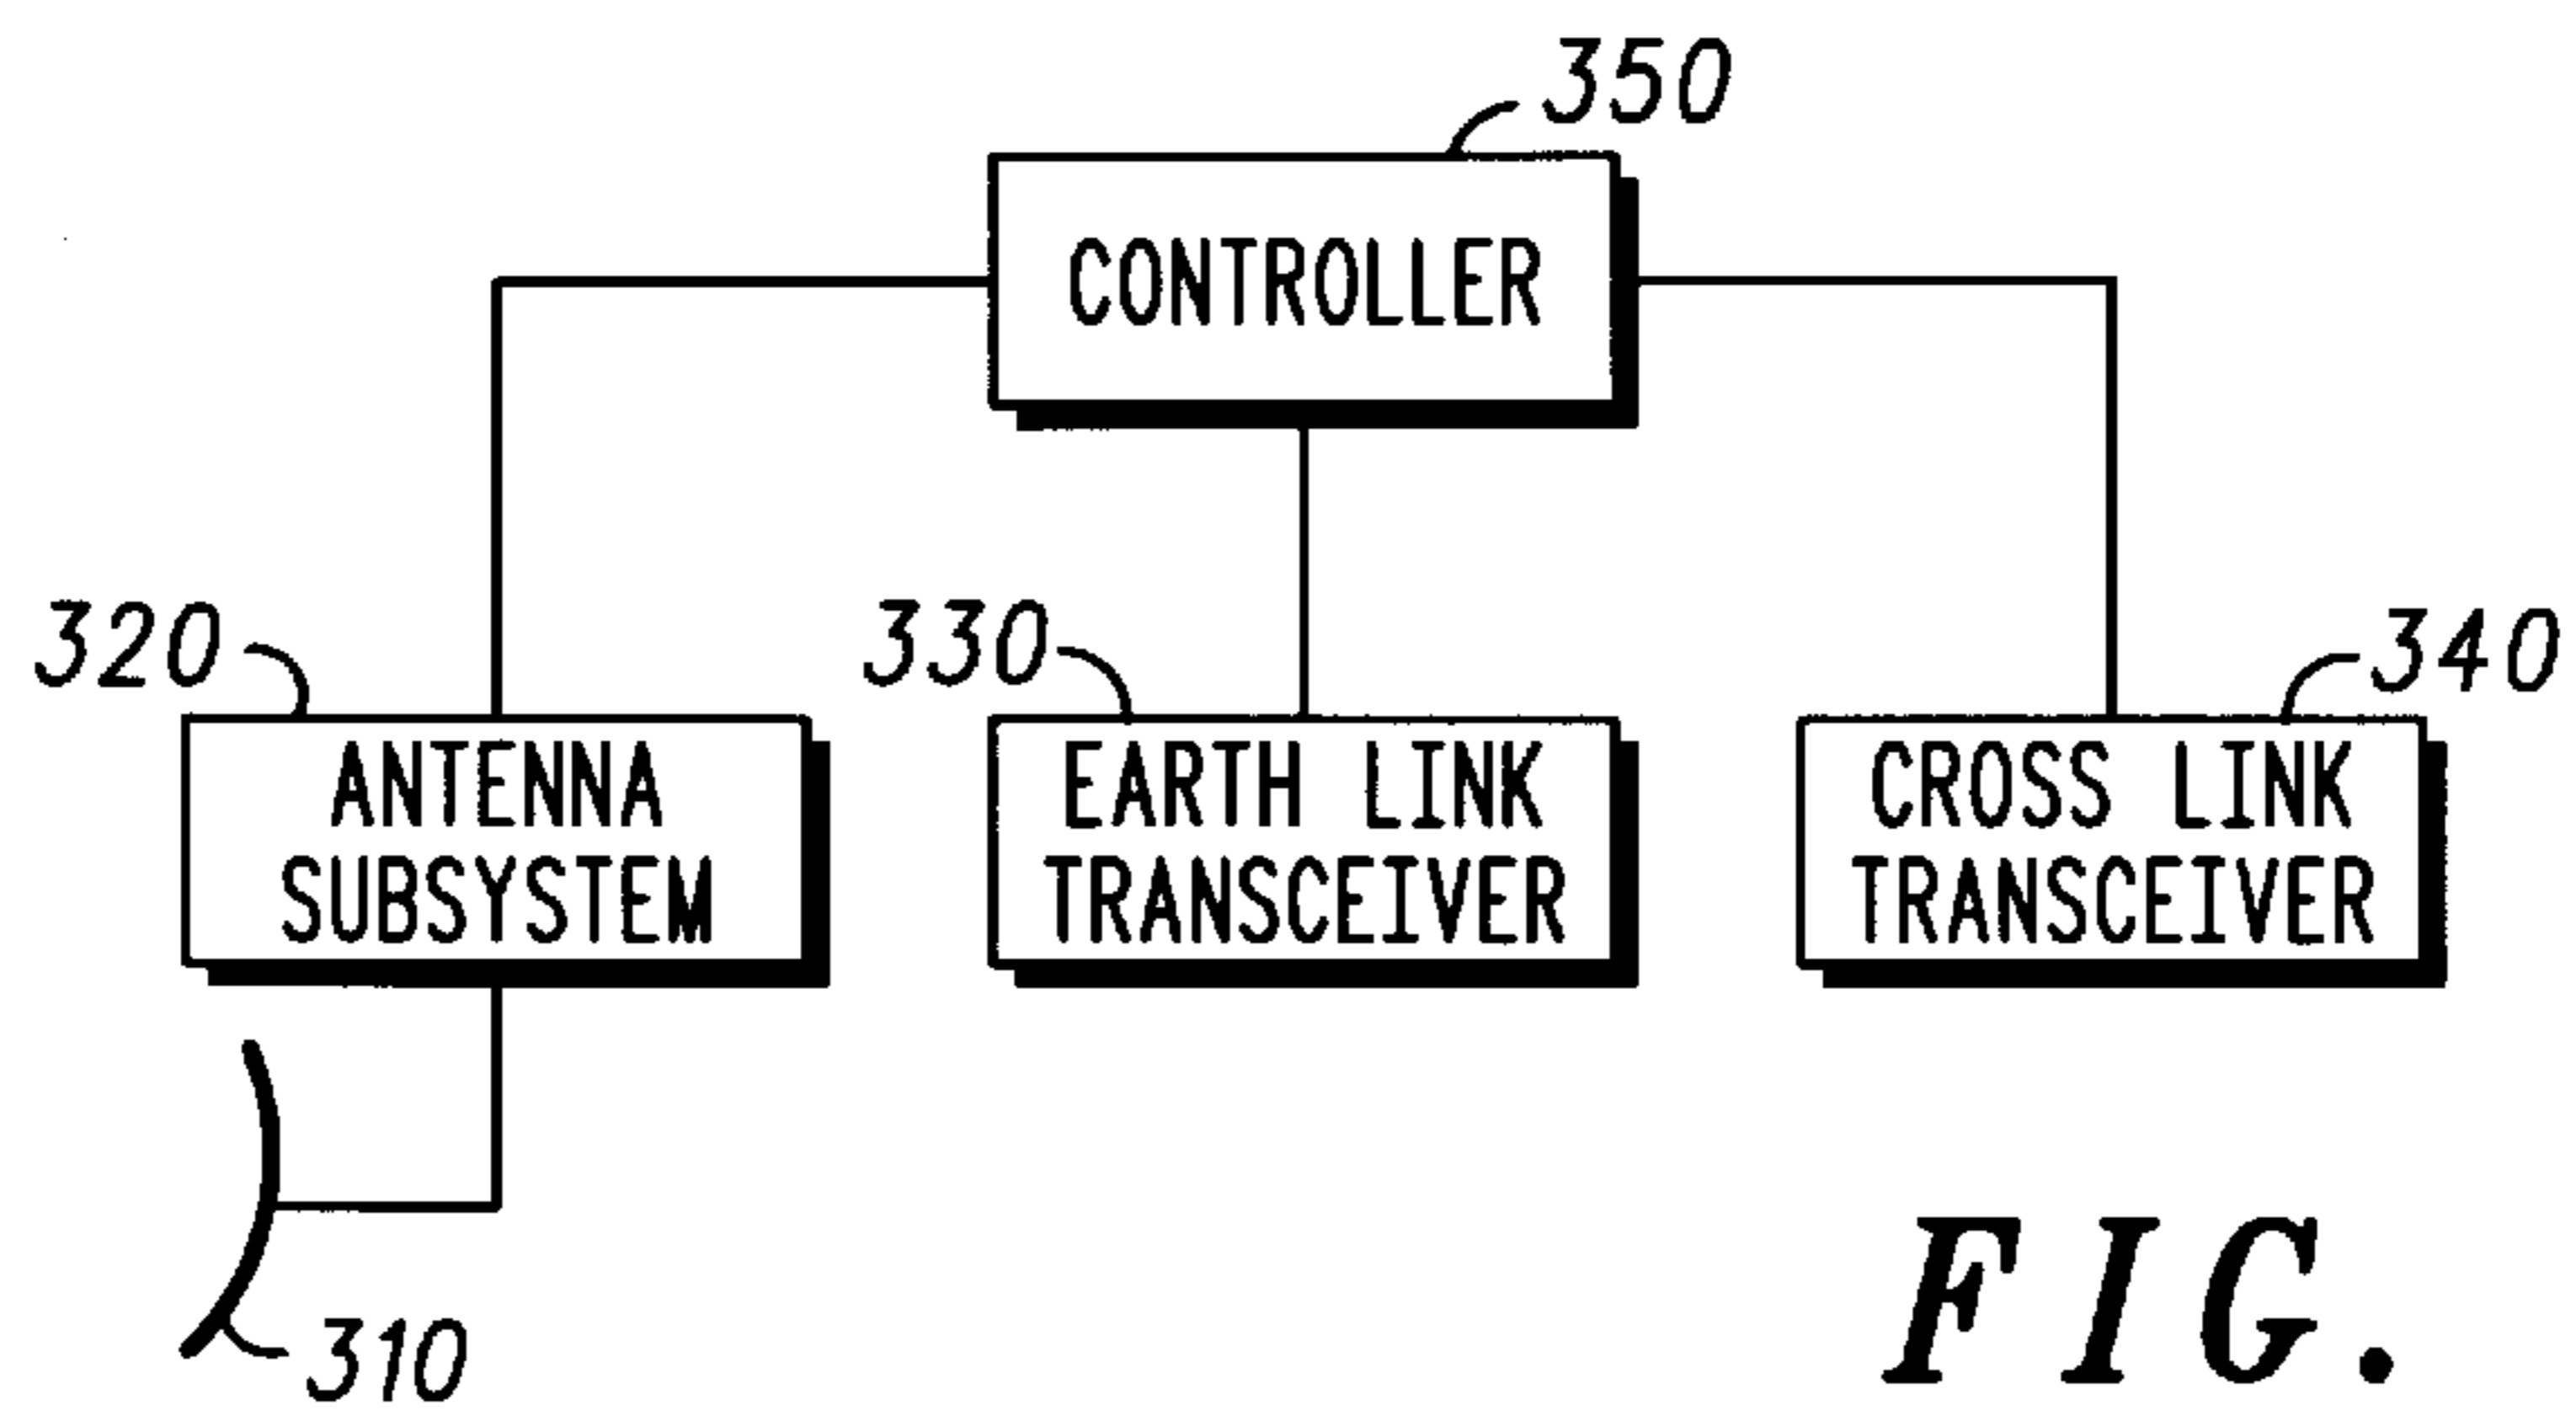 350
CONTROLLER
320
330
340
ANTENNA
SUBSYSTEM
EARTH LINK
TRANSCEIVER
CROSS LINK
TRANSCEIVER
310
FIG.